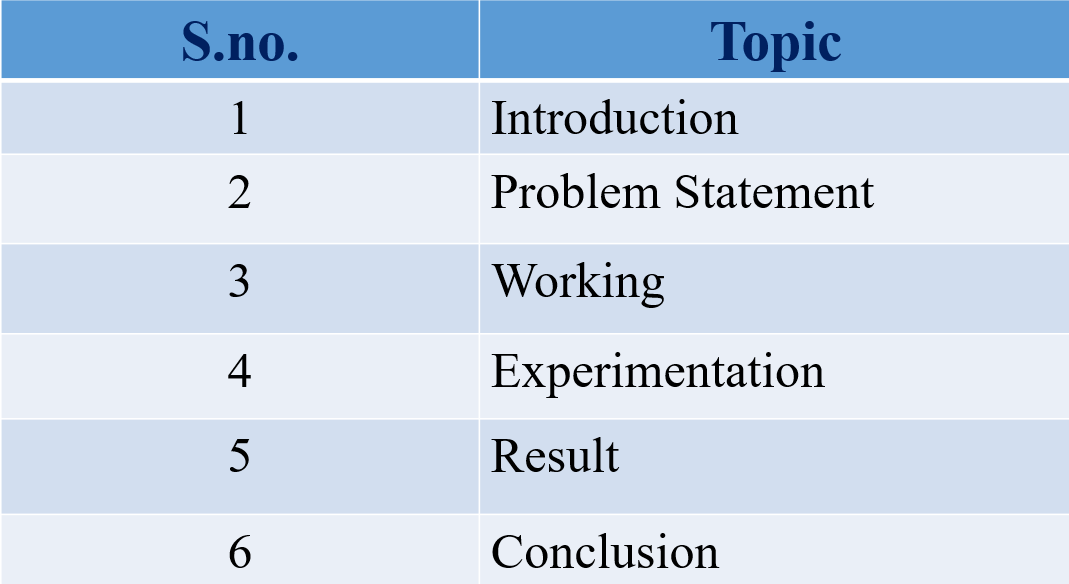 S.no. Topic
1 Introduction
2 Problem Statement
3 Working
4 Experimentation
5 Result
6 Conclusion